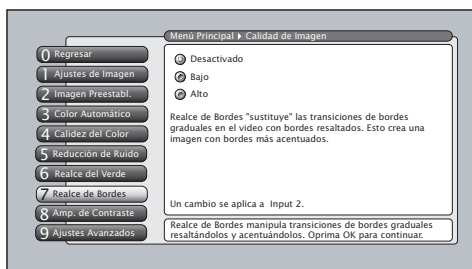 Menú Principal ▸ Calidad de Imagen
0 Regresar
1 Ajustes de Imagen
2 Imagen Preestabl.
3 Color Automático
4 Calidez del Color
5 Reducción de Ruido
6 Realce del Verde
7 Realce de Bordes
8 Amp. de Contraste
9 Ajustes Avanzados
Desactivado
Bajo
Alto
Realce de Bordes "sustituye" las transiciones de bordes
graduales en el video con bordes resaltados. Esto crea una
imagen con bordes más acentuados.
Un cambio se aplica a Input 2.
Realce de Bordes manipula transiciones de bordes graduales
resaltándolos y acentuándolos. Oprima OK para continuar.